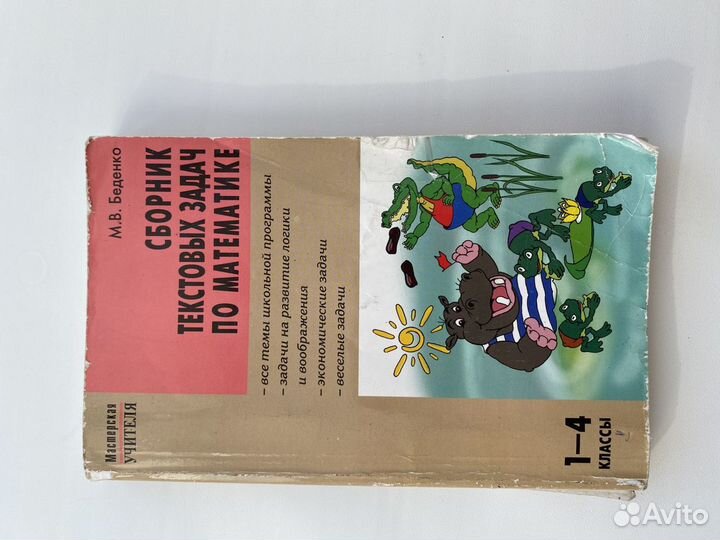 М.В. Беденко
СБОРНИК
ТЕКСТОВЫХ ЗАДАЧ
ПО МАТЕМАТИКЕ
– все темы школьной программы
– задачи на развитие логики
и воображения
– экономические задачи
– веселые задачи
Мастерская
УЧИТЕЛЯ
1–4
КЛАССЫ
Avito